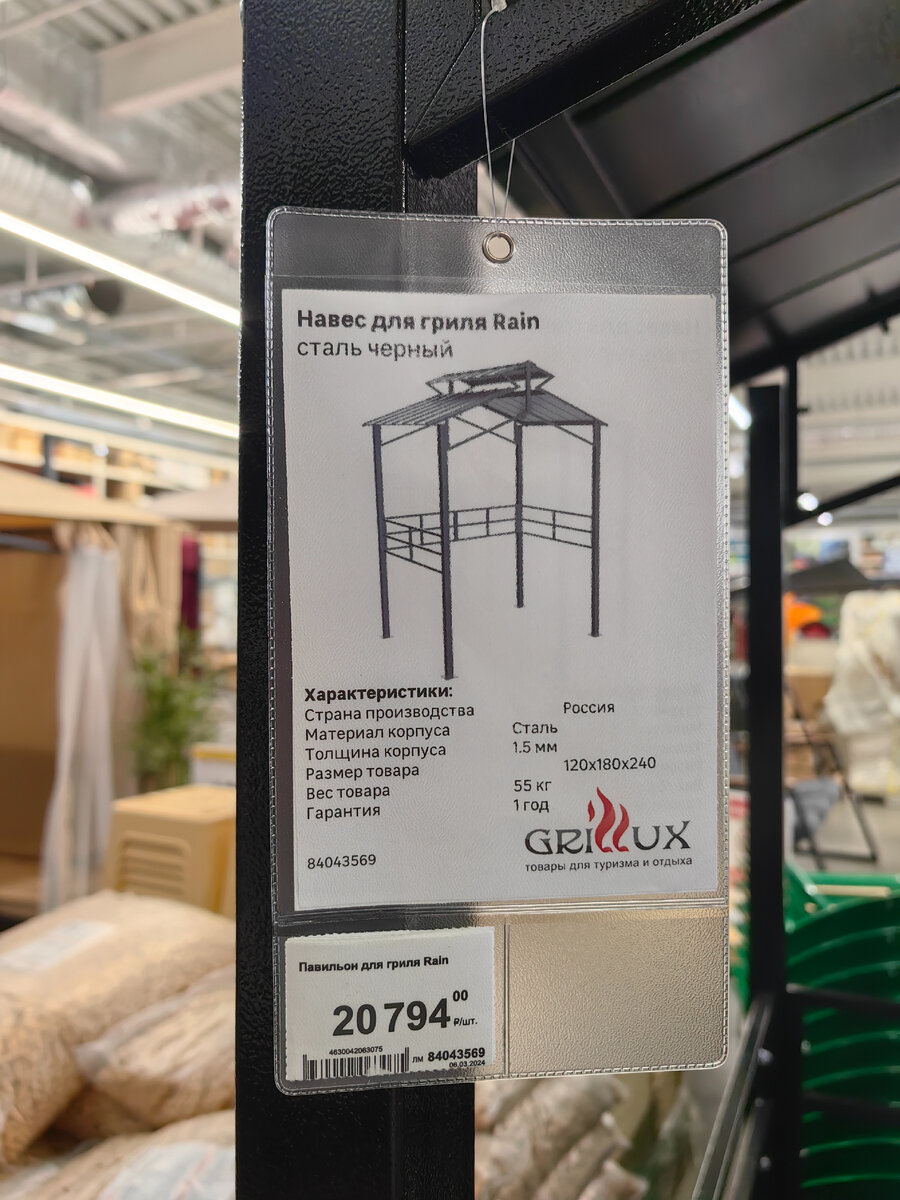 Навес для гриля Rain
сталь черный
Характеристики:
Страна производства Россия
Материал корпуса Сталь
Толщина корпуса 1.5 мм
Размер товара 120x180x240
Вес товара 55 кг
Гарантия 1 год
84043569
GRILLUX
товары для туризма и отдыха
Павильон для гриля Rain
20 794 00 ₽/шт.
4630042063075
ЛМ 84043569
06.03.2024